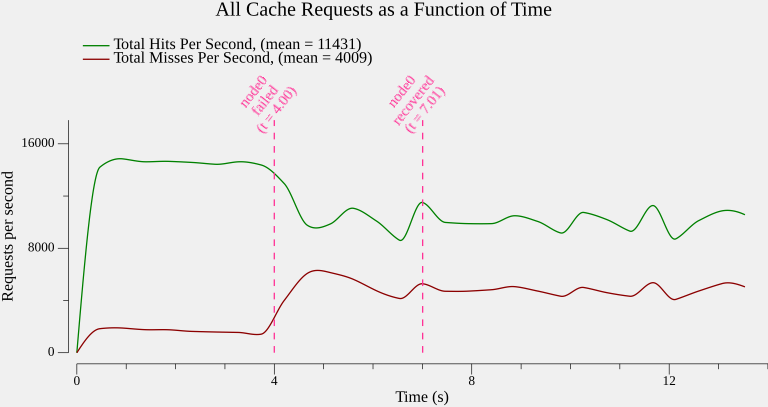 All Cache Requests as a Function of Time
Total Hits Per Second, (mean = 11431)
Total Misses Per Second, (mean = 4009)
node0
failed
(t = 4.00)
node0
recovered
(t = 7.01)
16000
8000
0
Requests per second
0
4
8
12
Time (s)